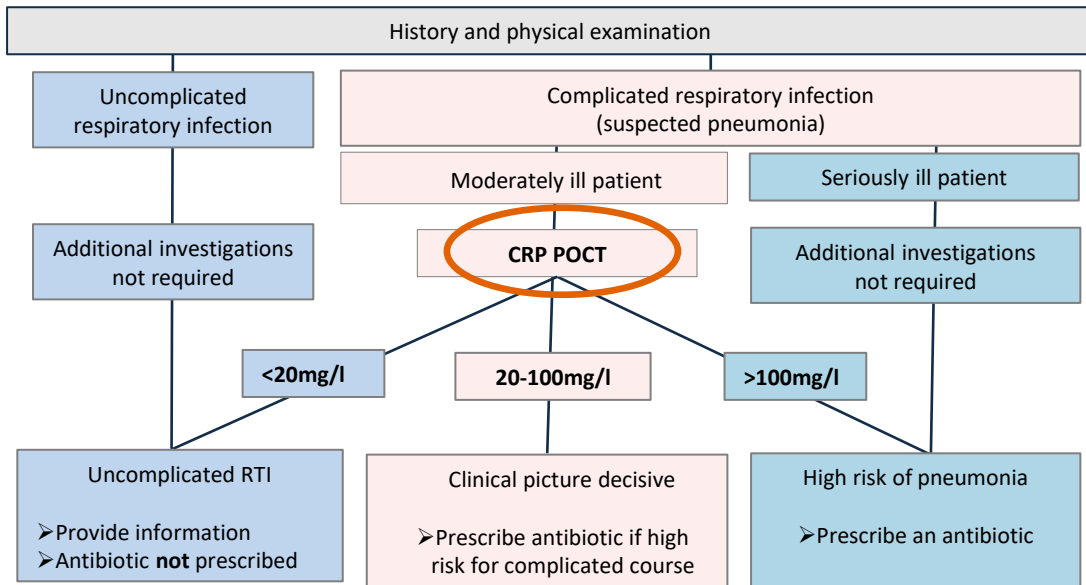 History and physical examination
Uncomplicated
respiratory infection
Complicated respiratory infection
(suspected pneumonia)
Moderately ill patient
Seriously ill patient
Additional investigations
not required
CRP POCT
Additional investigations
not required
<20mg/l
20-100mg/l
>100mg/l
Uncomplicated RTI
➢Provide information
➢Antibiotic not prescribed
Clinical picture decisive
➢Prescribe antibiotic if high
risk for complicated course
High risk of pneumonia
➢Prescribe an antibiotic